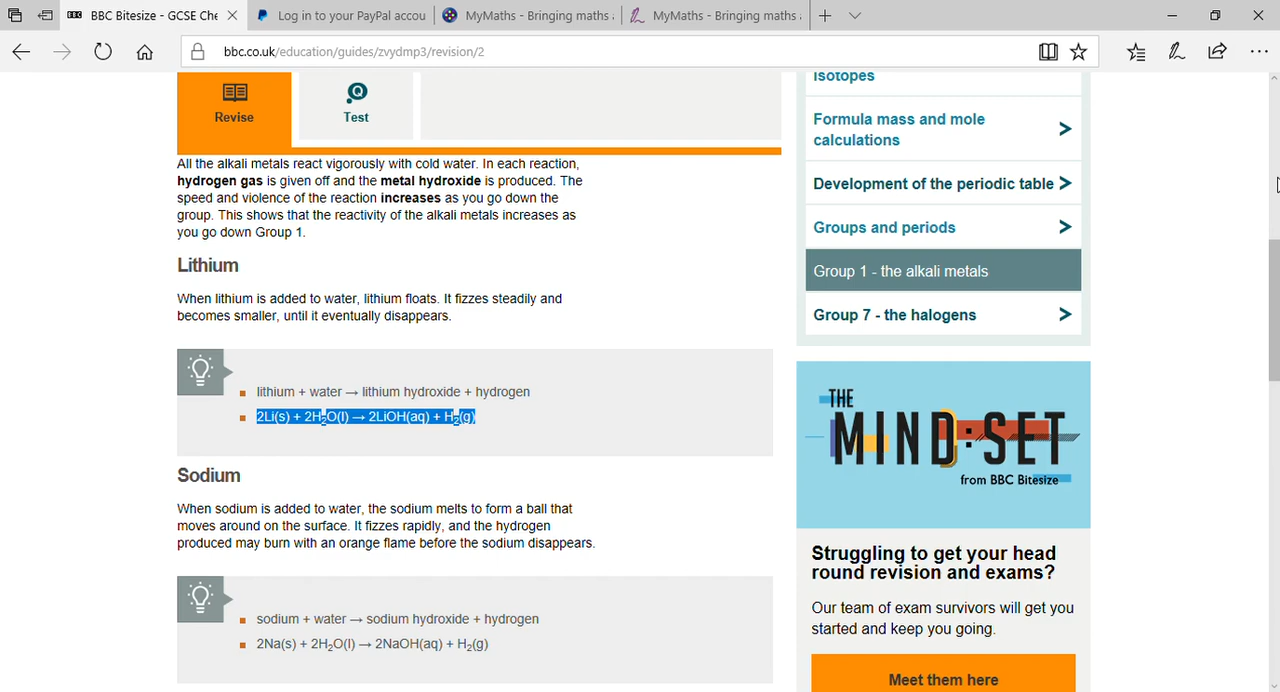 BBC Bitesize - GCSE Che
Log in to your PayPal accou
MyMaths - Bringing maths
MyMaths - Bringing maths
bbc.co.uk/education/guides/zvydmp3/revision/2
Revise
Test
All the alkali metals react vigorously with cold water. In each reaction,
hydrogen gas is given off and the metal hydroxide is produced. The
speed and violence of the reaction increases as you go down the
group. This shows that the reactivity of the alkali metals increases as
you go down Group 1.
Lithium
When lithium is added to water, lithium floats. It fizzes steadily and
becomes smaller, until it eventually disappears.
lithium + water → lithium hydroxide + hydrogen
2Li(s) + 2H₂O(l) → 2LiOH(aq) + H₂(g)
Sodium
When sodium is added to water, the sodium melts to form a ball that
moves around on the surface. It fizzes rapidly, and the hydrogen
produced may burn with an orange flame before the sodium disappears.
sodium + water → sodium hydroxide + hydrogen
2Na(s) + 2H₂O(l) → 2NaOH(aq) + H₂(g)
Isotopes
Formula mass and mole
calculations
Development of the periodic table
Groups and periods
Group 1 - the alkali metals
Group 7 - the halogens
THE
MIND:SET
from BBC Bitesize
Struggling to get your head
round revision and exams?
Our team of exam survivors will get you
started and keep you going.
Meet them here